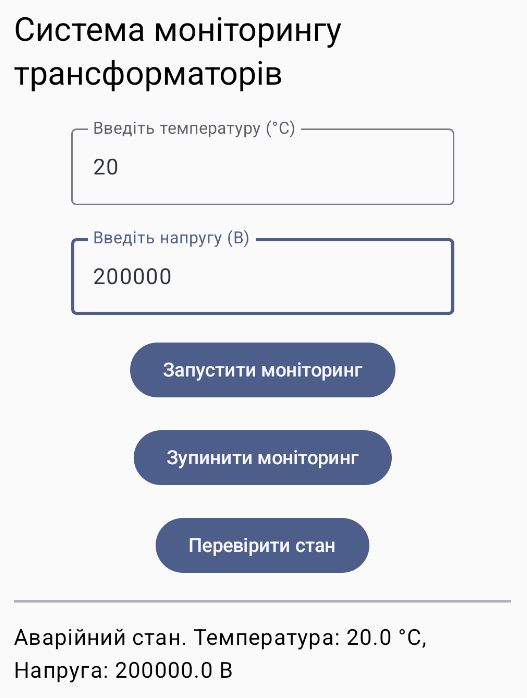 Система моніторингу
трансформаторів
Введіть температуру (°C)
20
Введіть напругу (В)
200000
Запустити моніторинг
Зупинити моніторинг
Перевірити стан
Аварійний стан. Температура: 20.0 °C,
Напруга: 200000.0 В